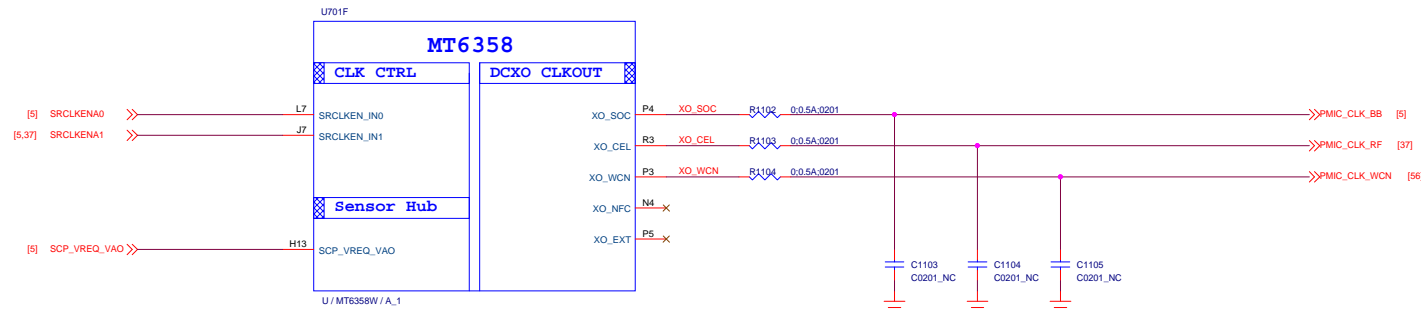 U701F
MT6358
CLK CTRL
DCXO CLKOUT
[5] SRCLKENA0 L7 SRCLKEN_IN0
[5,37] SRCLKENA1 J7 SRCLKEN_IN1
XO_SOC P4 XO_SOC R1102 0;0.5A;0201 PMIC_CLK_BB [5]
XO_CEL R3 XO_CEL R1103 0;0.5A;0201 PMIC_CLK_RF [37]
XO_WCN P3 XO_WCN R1104 0;0.5A;0201 PMIC_CLK_WCN [56]
Sensor Hub
XO_NFC N4
XO_EXT P5
[5] SCP_VREQ_VAO H13 SCP_VREQ_VAO
C1103 C1104 C1105
C0201_NC C0201_NC C0201_NC
U / MT6358W / A_1